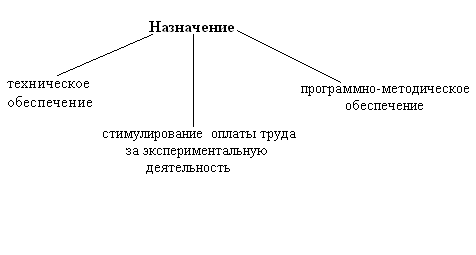 Назначение
техническое
обеспечение
программно-методическое
обеспечение
стимулирование оплаты труда
за экспериментальную
деятельность